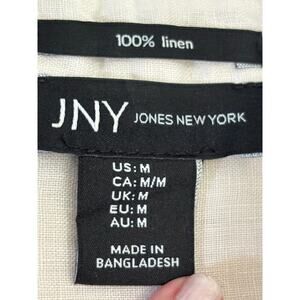 100% linen
JNY JONES NEW YORK
US: M
CA: M/M
UK: M
EU: M
AU: M
MADE IN
BANGLADESH